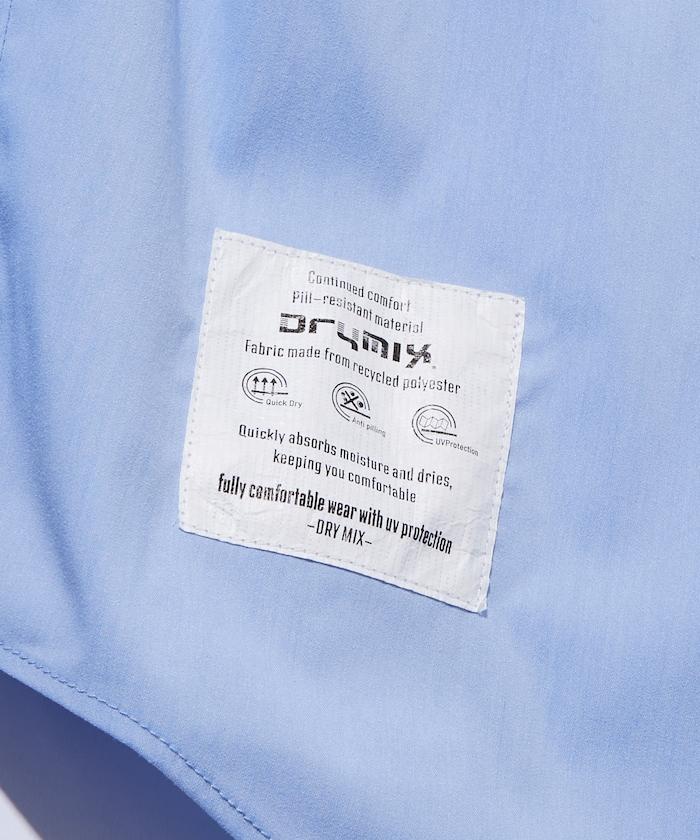 Continued comfort
Pill-resistant material
DRYMIX
Fabric made from recycled polyester
Quick Dry
Anti pilling
UVProtection
Quickly absorbs moisture and dries,
keeping you comfortable
fully comfortable wear with uv protection
-DRY MIX-